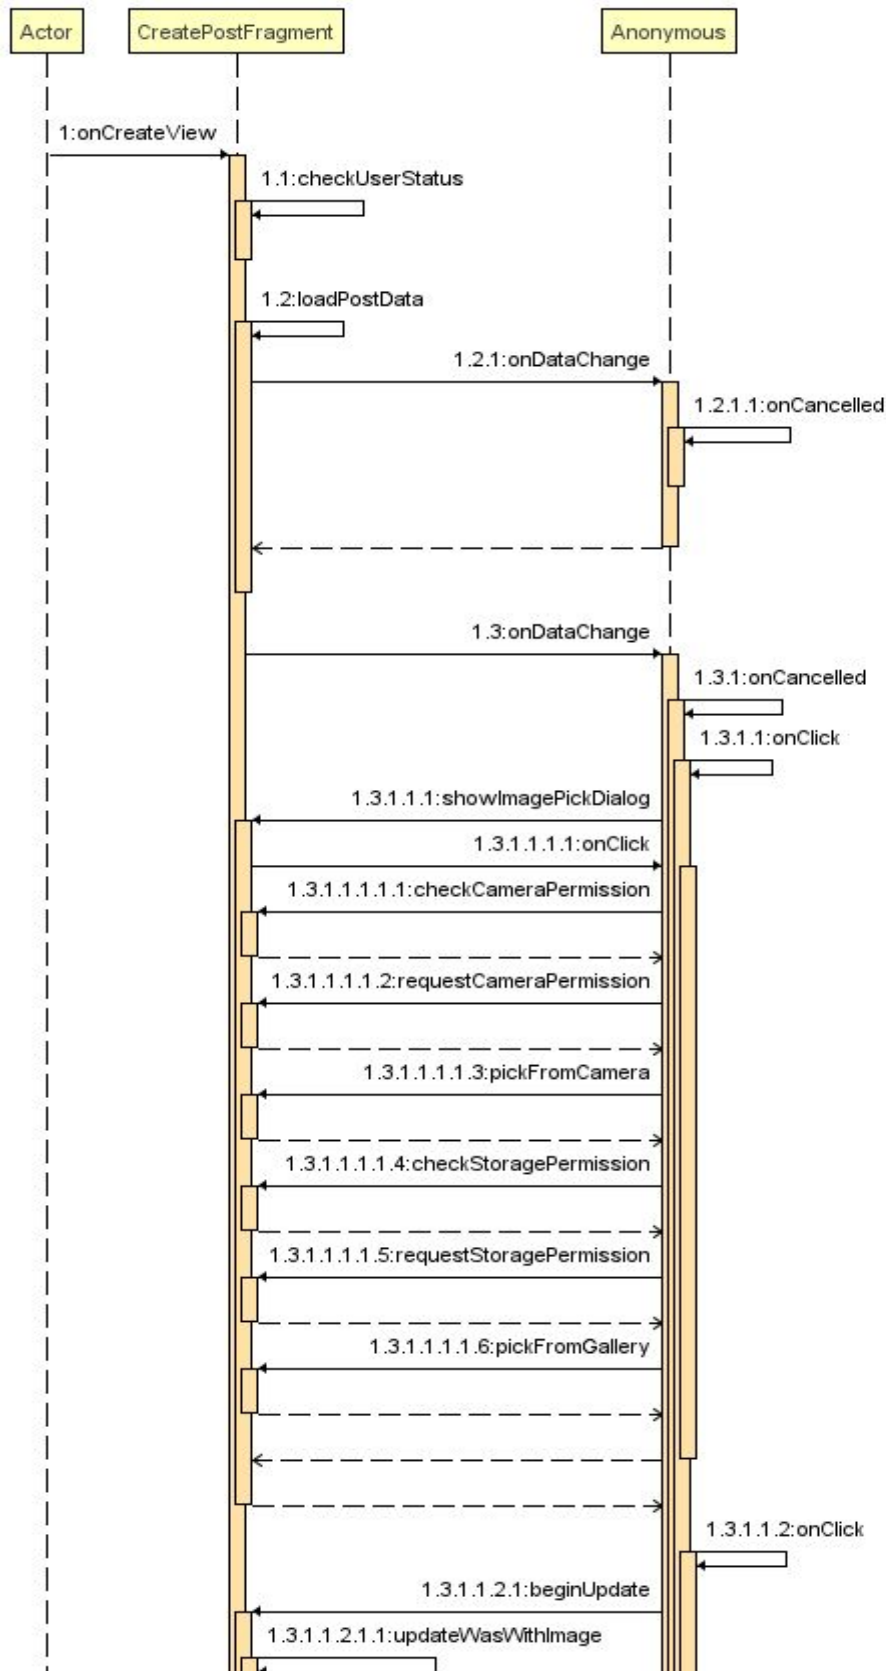 Actor
CreatePostFragment
Anonymous
1:onCreateView
1.1:checkUserStatus
1.2:loadPostData
1.2.1:onDataChange
1.2.1.1:onCancelled
1.3:onDataChange
1.3.1:onCancelled
1.3.1.1:onClick
1.3.1.1.1:showImagePickDialog
1.3.1.1.1.1:onClick
1.3.1.1.1.1.1:checkCameraPermission
1.3.1.1.1.1.2:requestCameraPermission
1.3.1.1.1.1.3:pickFromCamera
1.3.1.1.1.1.4:checkStoragePermission
1.3.1.1.1.1.5:requestStoragePermission
1.3.1.1.1.1.6:pickFromGallery
1.3.1.1.2:onClick
1.3.1.1.2.1:beginUpdate
1.3.1.1.2.1.1:updateWasWithImage